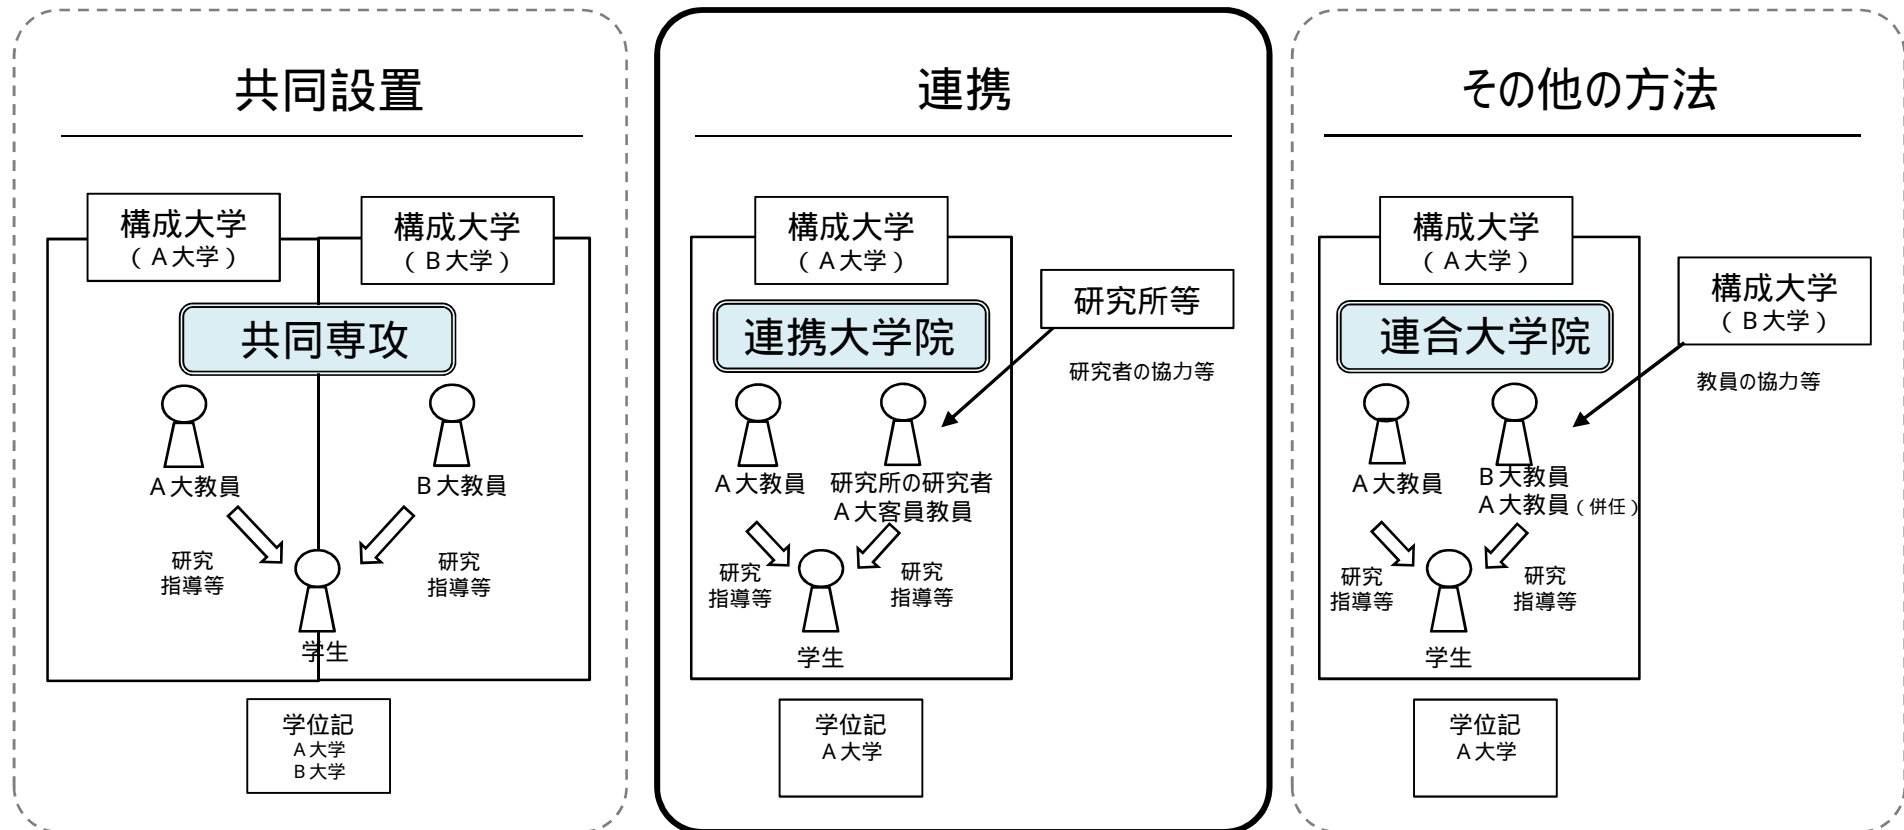 共同設置
構成大学
（Ａ大学）
構成大学
（Ｂ大学）
共同専攻
Ａ大教員
Ｂ大教員
研究
指導等
研究
指導等
学生
学位記
Ａ大学
Ｂ大学
連携
構成大学
（Ａ大学）
研究所等
連携大学院
研究者の協力等
Ａ大教員
研究所の研究者
Ａ大客員教員
研究
指導等
研究
指導等
学生
学位記
Ａ大学
その他の方法
構成大学
（Ａ大学）
構成大学
（Ｂ大学）
連合大学院
教員の協力等
Ａ大教員
Ｂ大教員
Ａ大教員（併任）
研究
指導等
研究
指導等
学生
学位記
Ａ大学